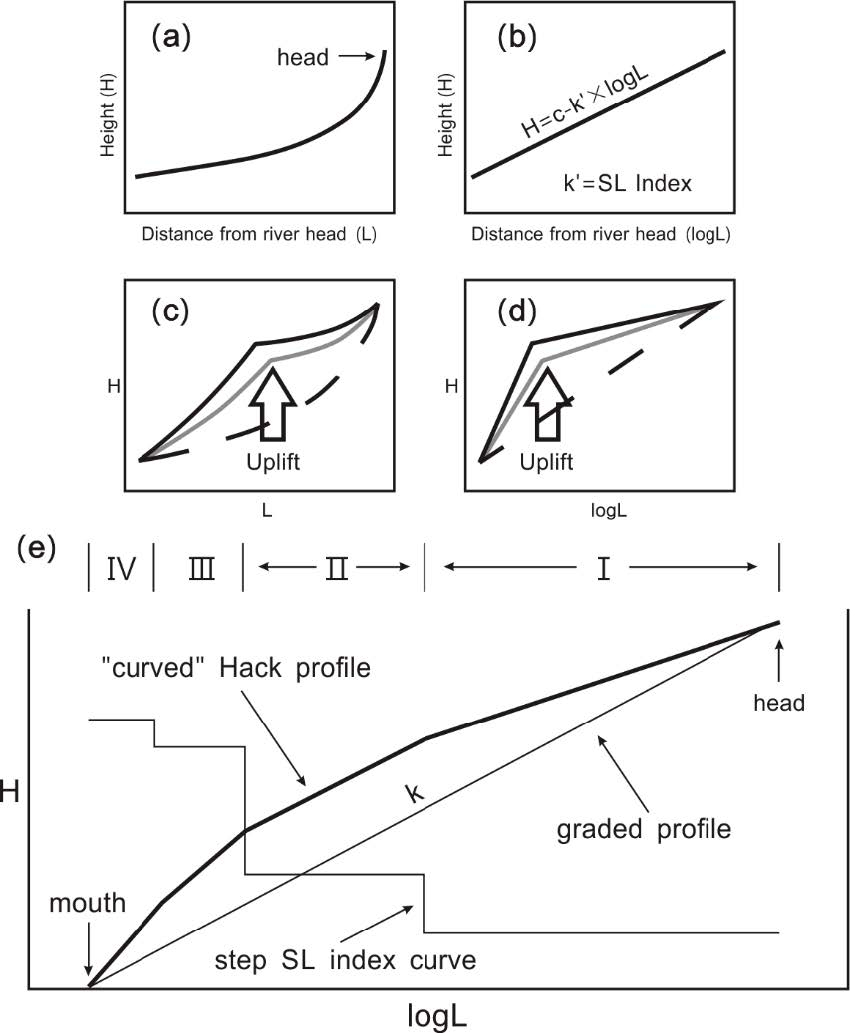 (a)
head
Height (H)
Distance from river head (L)
(b)
H=c-k'×logL
k'=SL Index
Height (H)
Distance from river head (logL)
(c)
H
Uplift
L
(d)
H
Uplift
logL
(e)
IV
III
II
I
"curved" Hack profile
head
H
k
graded profile
mouth
step SL index curve
logL